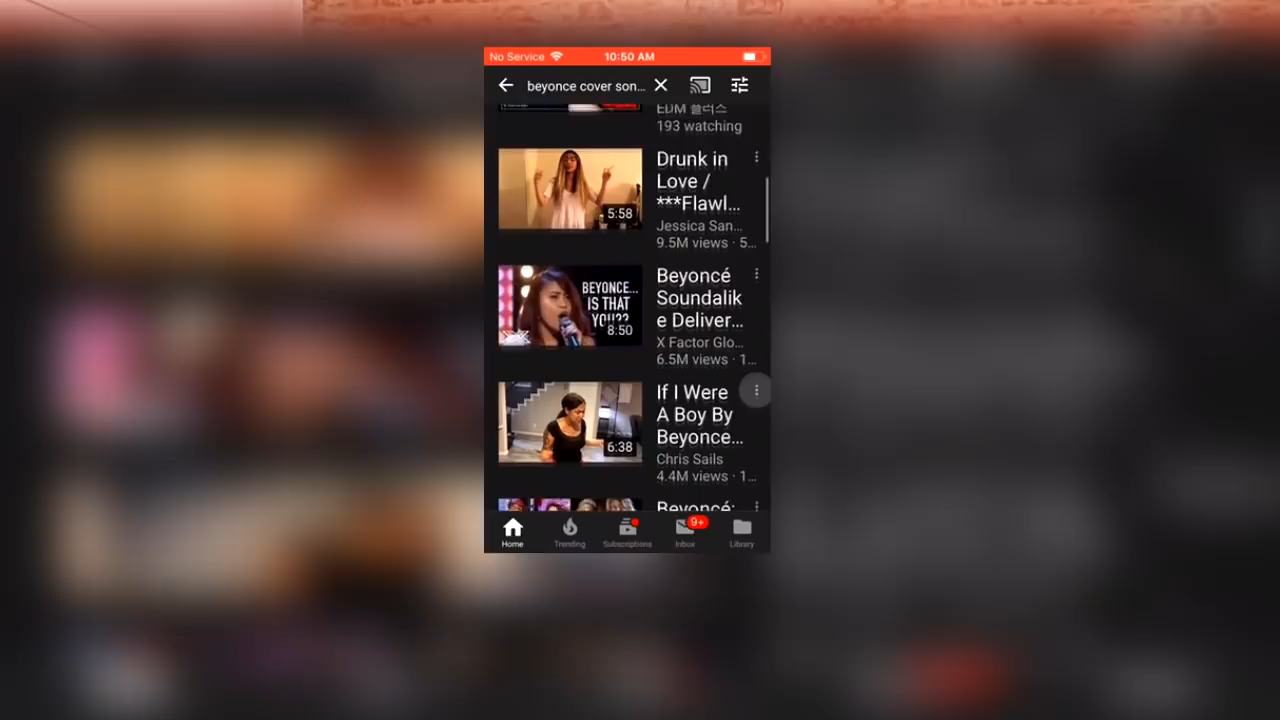 No Service
10:50 AM
beyonce cover son...
EDM 플러스
193 watching
5:58
Drunk in
Love /
***Flawl...
Jessica San...
9.5M views · 5...
BEYONCE...
IS THAT
YOU??
8:50
Beyoncé
Soundalik
e Deliver...
X Factor Glo...
6.5M views · 1...
6:38
If I Were
A Boy By
Beyonce...
Chris Sails
4.4M views · 1...
Beyoncé:
9+
Home
Trending
Subscriptions
Inbox
Library